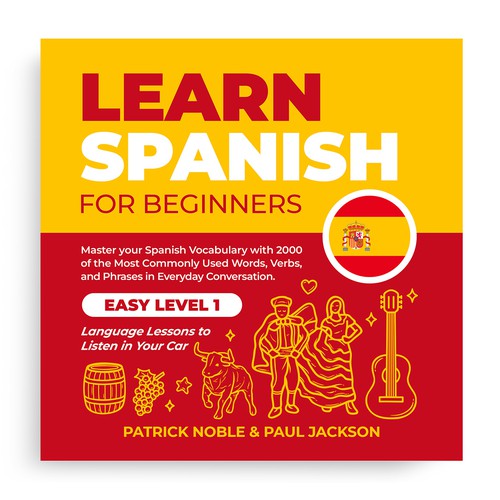 LEARN
SPANISH
FOR BEGINNERS
Master your Spanish Vocabulary with 2000
of the Most Commonly Used Words, Verbs,
and Phrases in Everyday Conversation.
EASY LEVEL 1
Language Lessons to
Listen in Your Car
PATRICK NOBLE & PAUL JACKSON